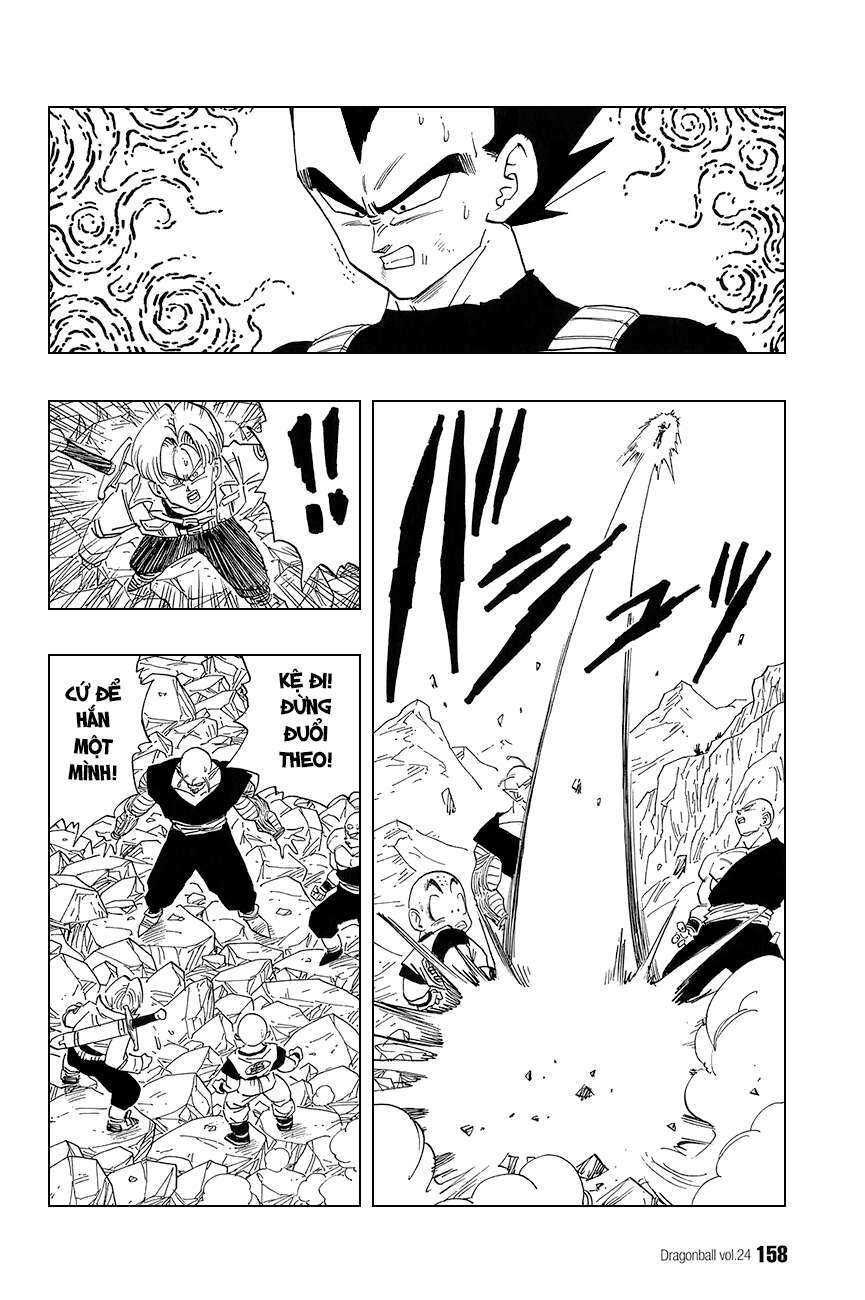 バシュッ
!!
KỆ ĐI!
ĐỪNG
ĐUỔI
THEO!
CỨ ĐỂ
HẮN
MỘT
MÌNH!
Dragonball vol.24 158